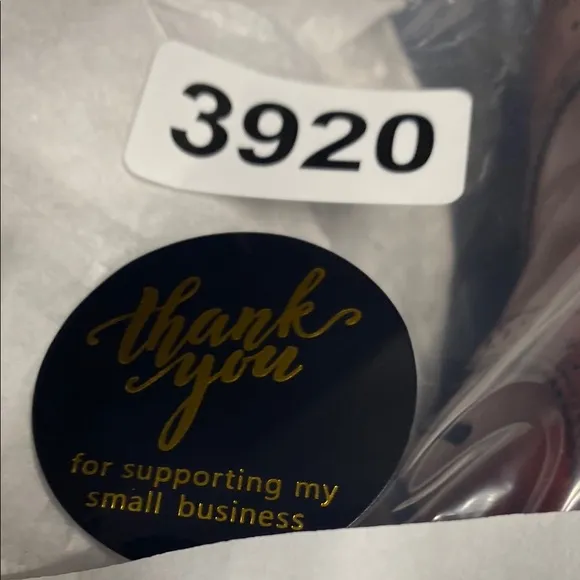 3920
thank
you
for supporting my
small business